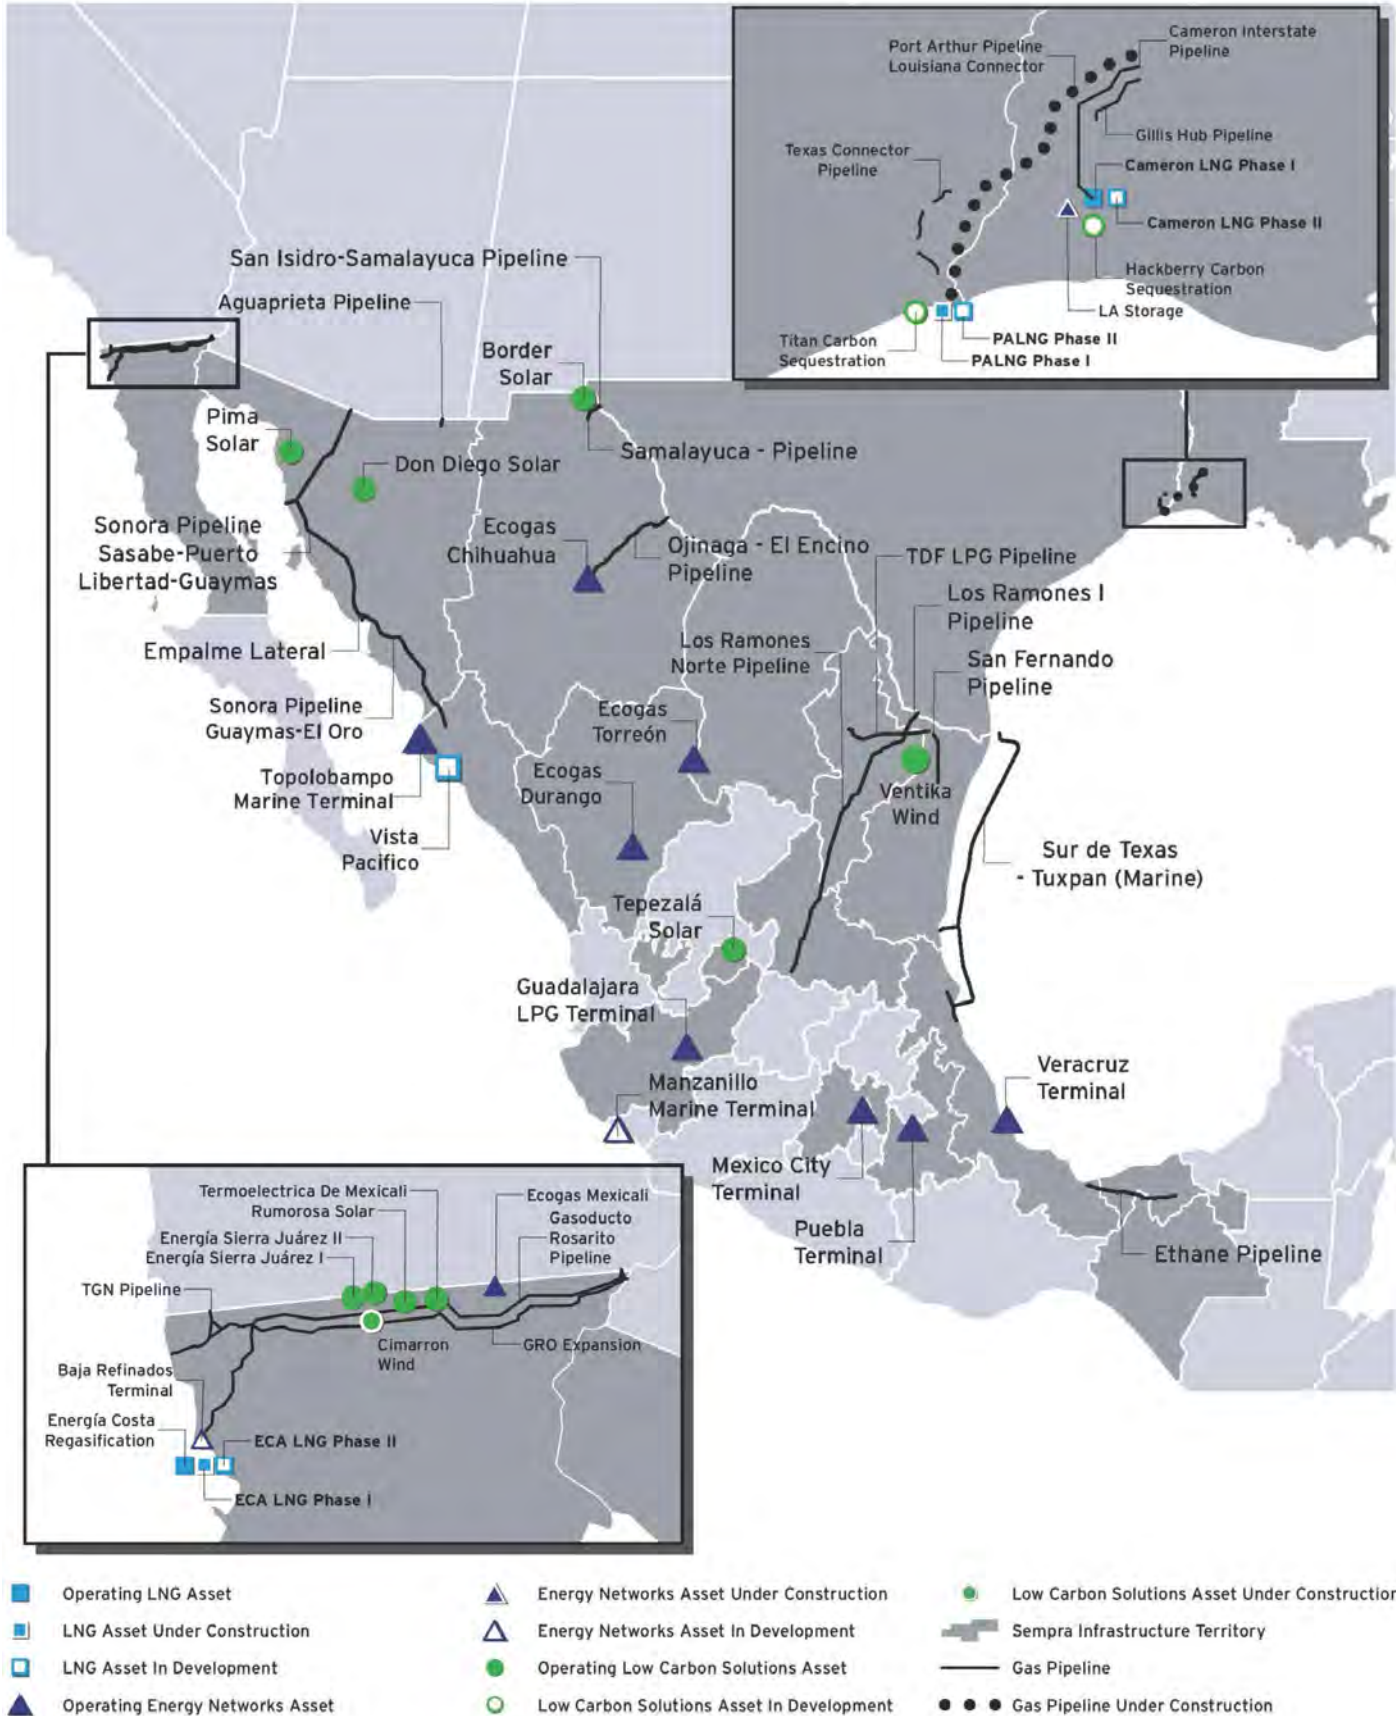 Cameron Interstate
Pipeline
Port Arthur Pipeline
Louisiana Connector
Gillis Hub Pipeline
Texas Connector
Pipeline
Cameron LNG Phase I
Cameron LNG Phase II
Hackberry Carbon
Sequestration
LA Storage
Titan Carbon
Sequestration
PALNG Phase II
PALNG Phase I
San Isidro-Samalayuca Pipeline
Aguaprieta Pipeline
Border
Solar
Pima
Solar
Samalayuca - Pipeline
Don Diego Solar
Sonora Pipeline
Sasabe-Puerto
Libertad-Guaymas
Ecogas
Chihuahua
Ojinaga - El Encino
Pipeline
TDF LPG Pipeline
Los Ramones I
Pipeline
Empalme Lateral
Los Ramones
Norte Pipeline
San Fernando
Pipeline
Sonora Pipeline
Guaymas-El Oro
Ecogas
Torreón
Topolobampo
Marine Terminal
Ecogas
Durango
Ventika
Wind
Vista
Pacifico
Sur de Texas
- Tuxpan (Marine)
Tepezalá
Solar
Guadalajara
LPG Terminal
Manzanillo
Marine Terminal
Veracruz
Terminal
Mexico City
Terminal
Puebla
Terminal
Ethane Pipeline
Termoelectrica De Mexicali
Rumorosa Solar
Energía Sierra Juárez II
Energía Sierra Juárez I
Ecogas Mexicali
Gasoducto
Rosarito
Pipeline
TGN Pipeline
Cimarron
Wind
GRO Expansion
Baja Refinados
Terminal
Energía Costa
Regasification
ECA LNG Phase II
ECA LNG Phase I
Operating LNG Asset
LNG Asset Under Construction
LNG Asset In Development
Operating Energy Networks Asset
Energy Networks Asset Under Construction
Energy Networks Asset In Development
Operating Low Carbon Solutions Asset
Low Carbon Solutions Asset In Development
Low Carbon Solutions Asset Under Construction
Sempra Infrastructure Territory
Gas Pipeline
Gas Pipeline Under Construction